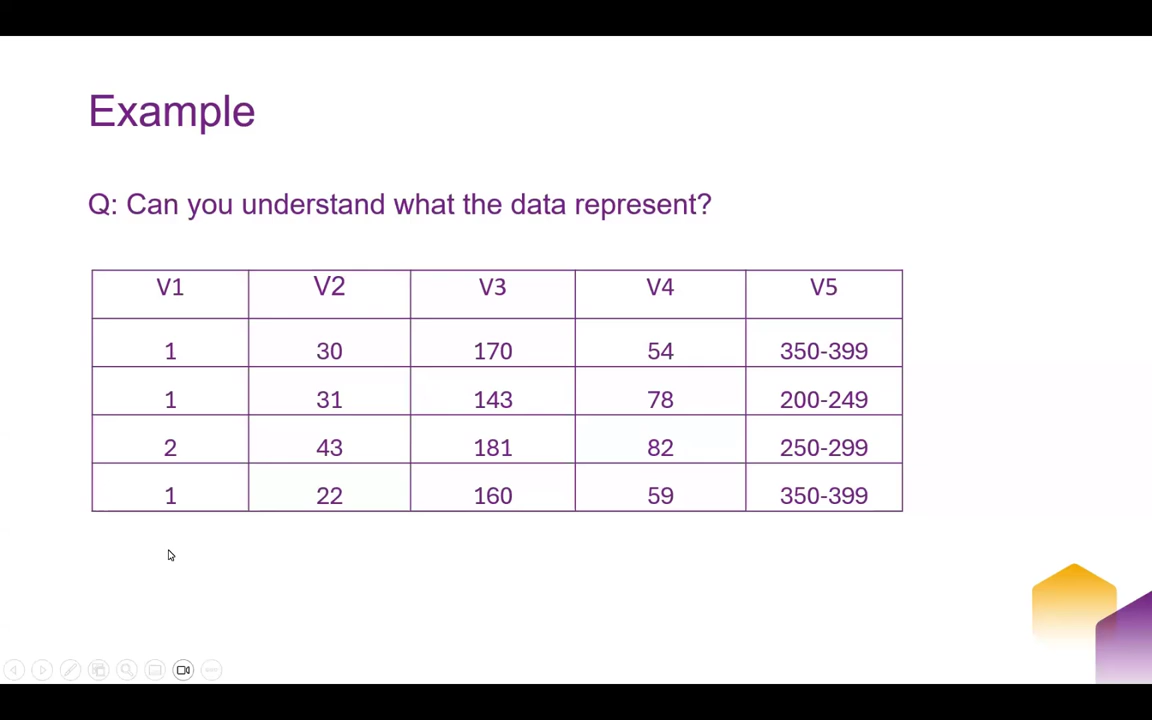 Example
Q: Can you understand what the data represent?
V1 V2 V3 V4 V5
1 30 170 54 350-399
1 31 143 78 200-249
2 43 181 82 250-299
1 22 160 59 350-399